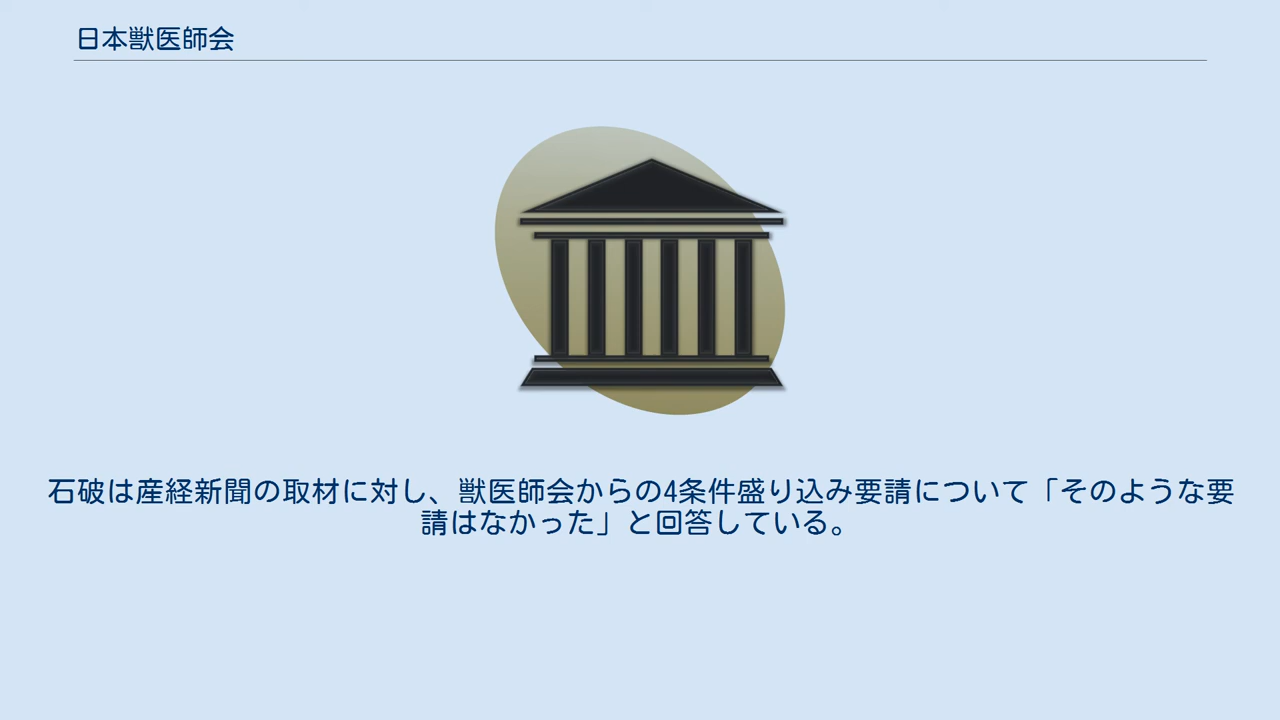 日本獣医師会
石破は産経新聞の取材に対し、獣医師会からの4条件盛り込み要請について「そのような要
請はなかった」と回答している。